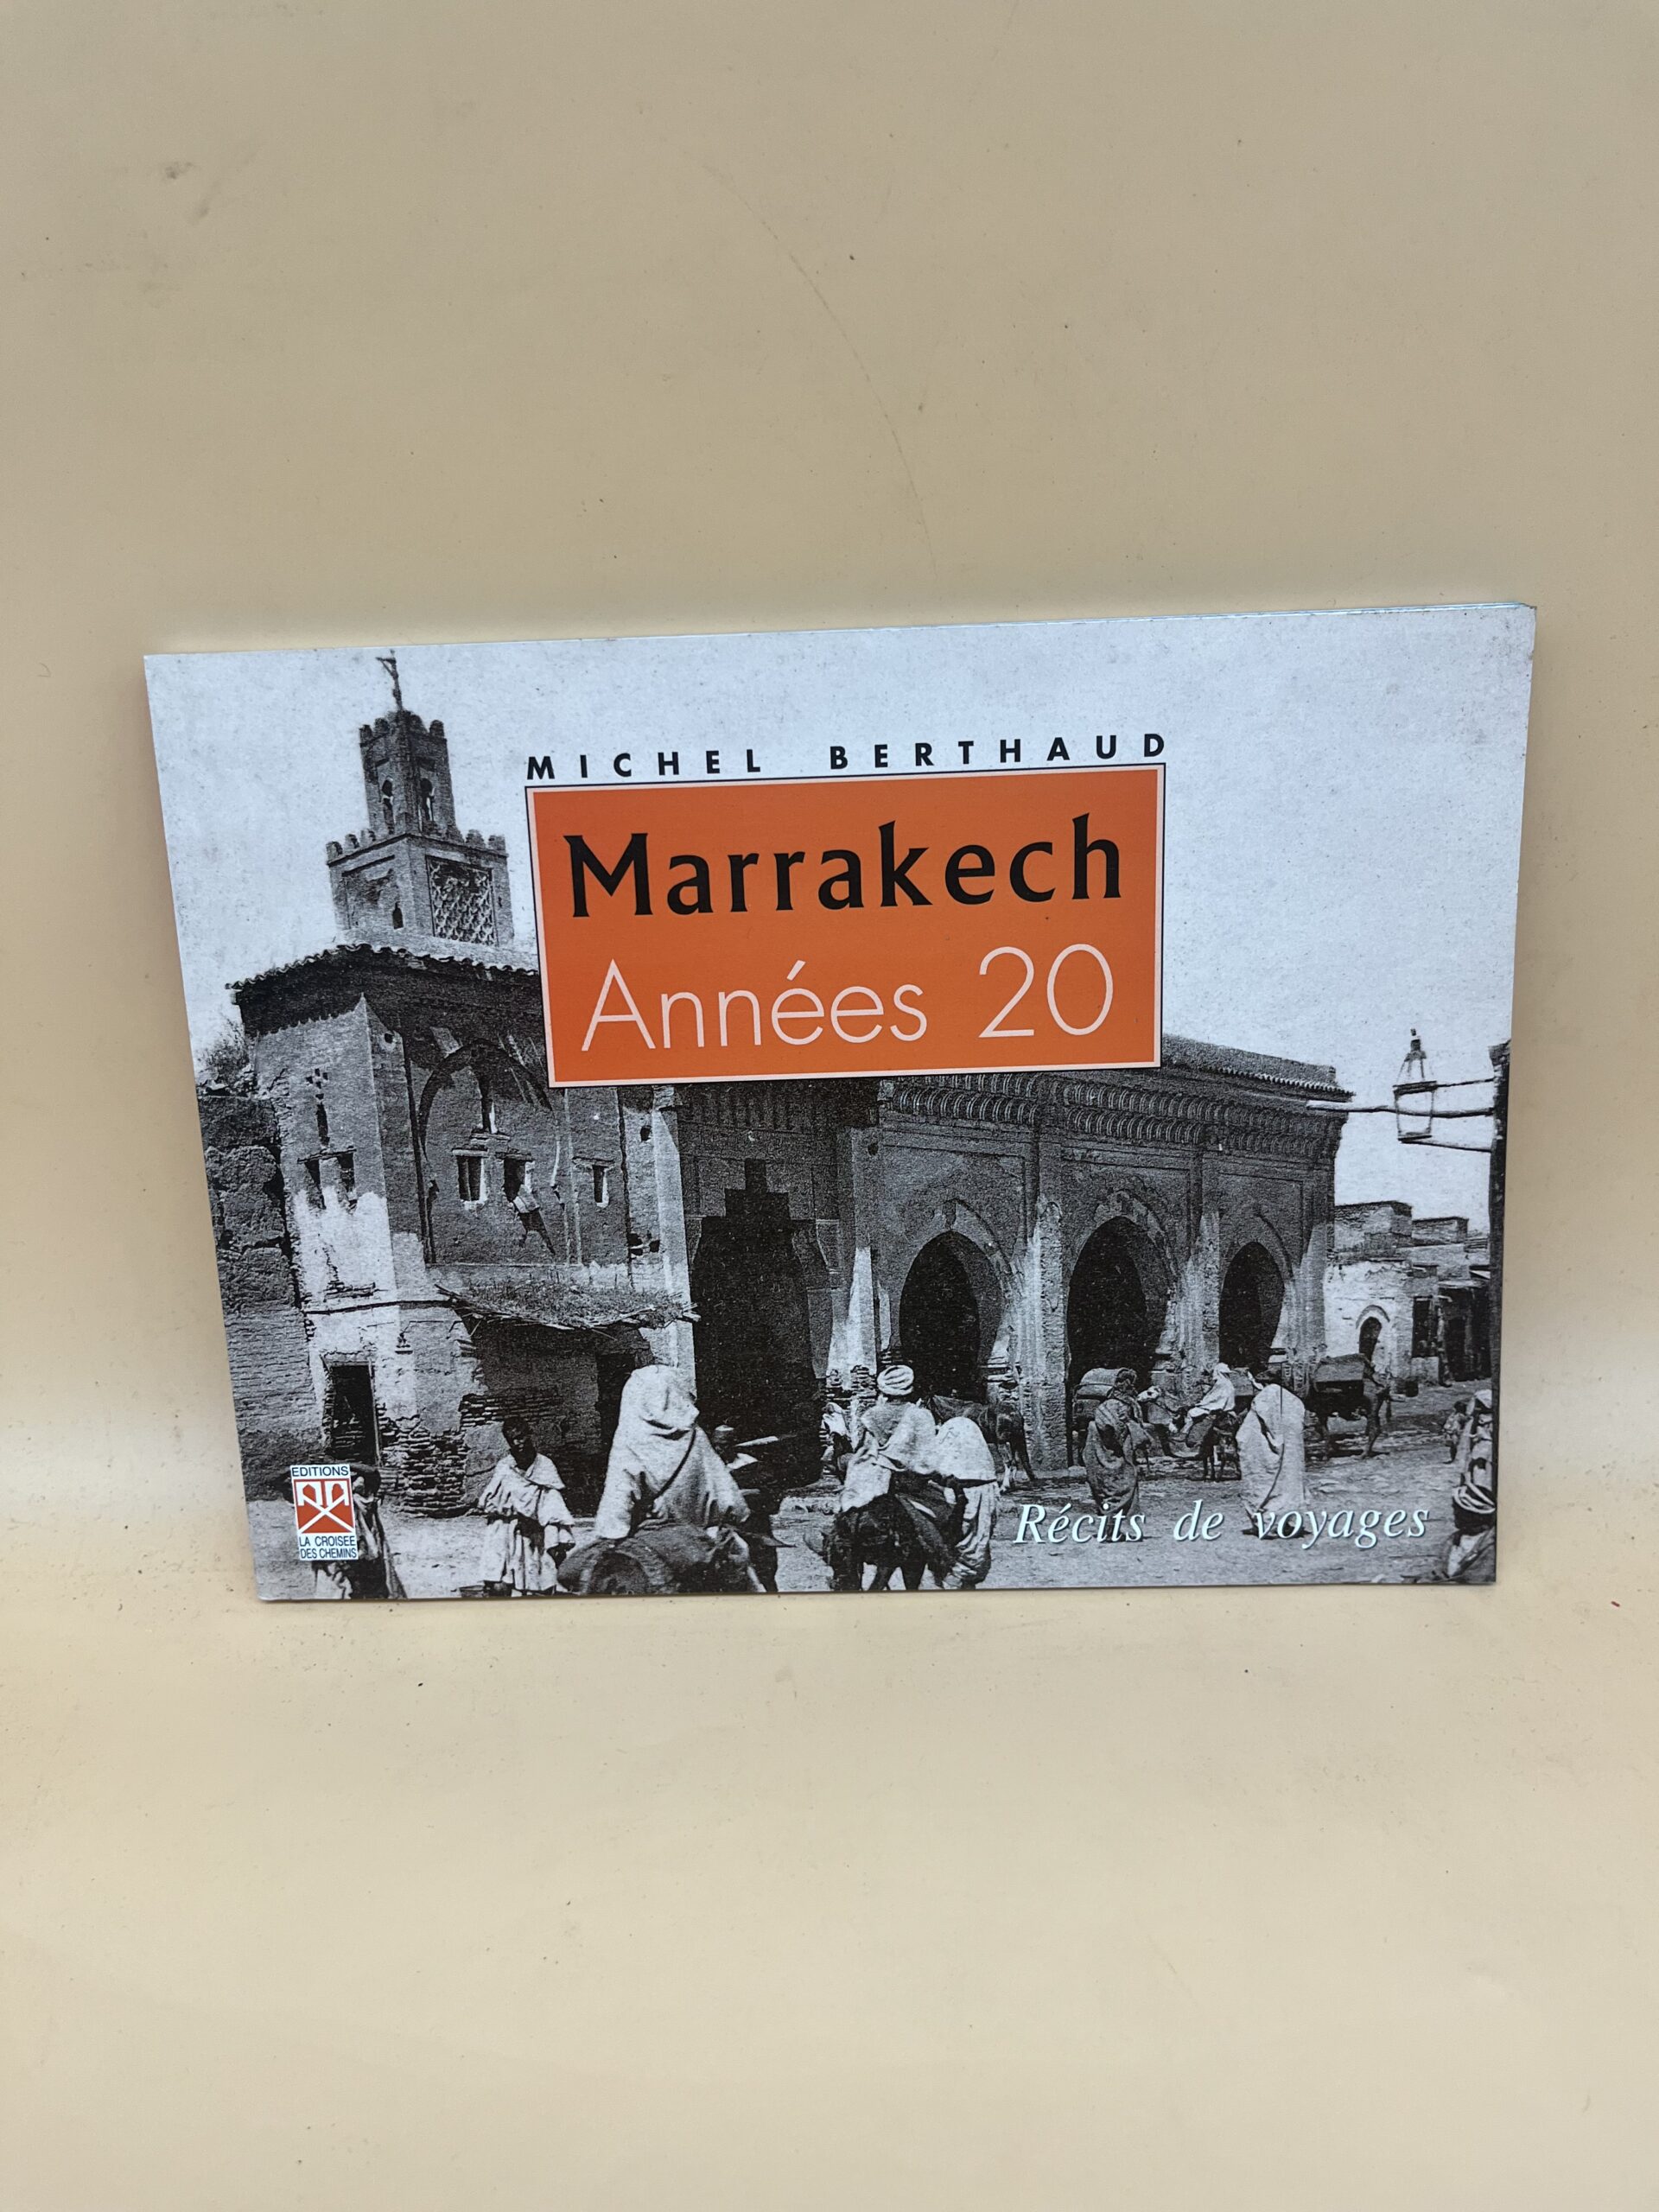 MICHEL BERTHAUD
Marrakech
Années 20
Récits de voyages
EDITIONS
LA CROISEE
DES CHEMINS